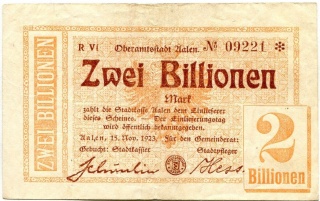 ZWEI BILLIONEN
R VI Oberamtsstadt Aalen. № 09221 *
Zwei Billionen
Mark
zahlt die Stadtkasse Aalen dem Einlieferer
dieses Scheines. — Der Einlieferungstag
wird öffentlich bekanntgegeben.
Aalen, 15. Nov. 1923. Für den Gemeinderat:
Gebucht: Stadtkassier Stadtpfleger
2
Billionen